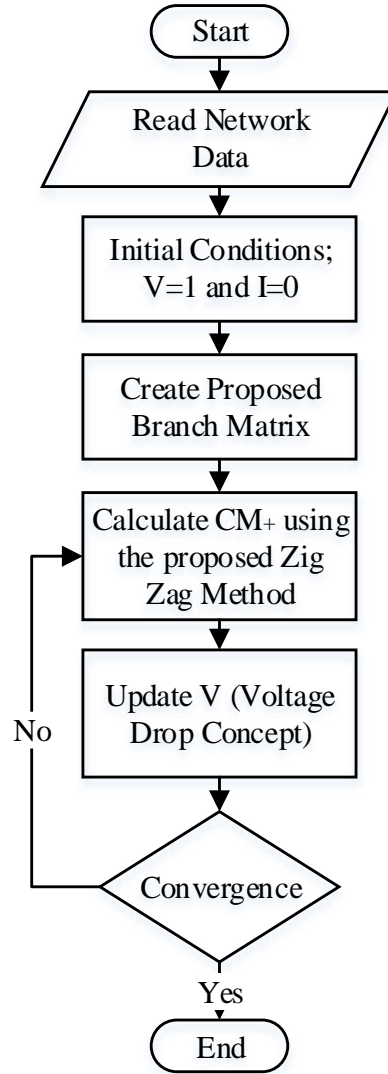 Start
Read Network
Data
Initial Conditions;
V=1 and I=0
Create Proposed
Branch Matrix
Calculate CM+ using
the proposed Zig
Zag Method
Update V (Voltage
Drop Concept)
No
Convergence
Yes
End